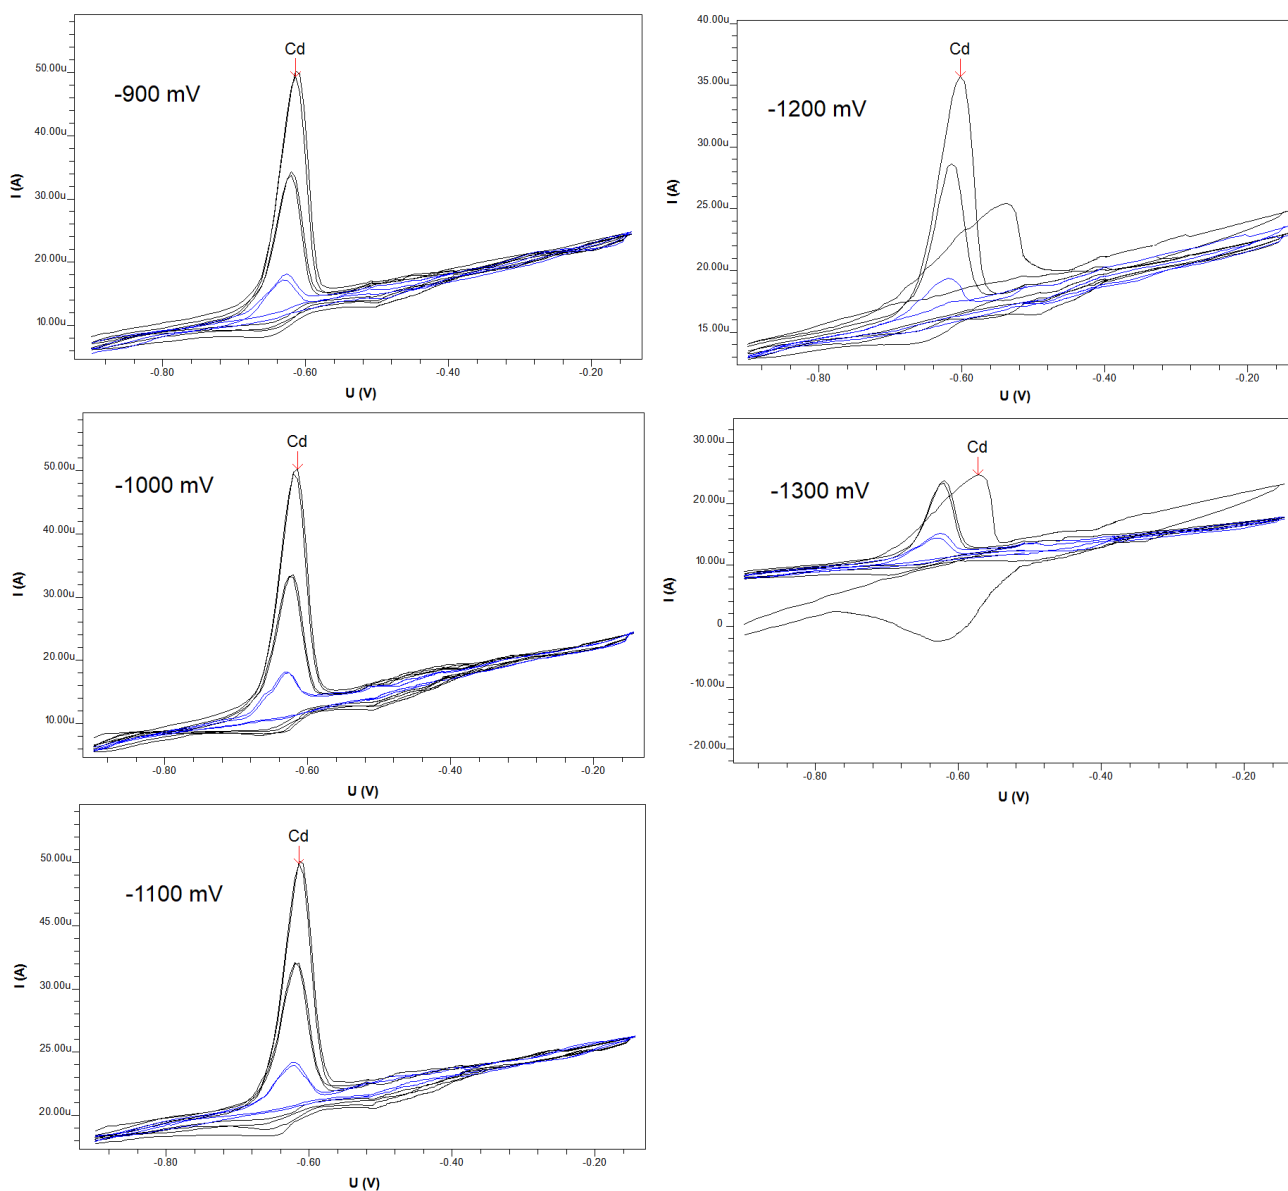 Cd
-900 mV
I (A)
50.00u
40.00u
30.00u
20.00u
10.00u
-0.80
-0.60
-0.40
-0.20
U (V)
Cd
-1200 mV
I (A)
40.00u
35.00u
30.00u
25.00u
20.00u
15.00u
-0.80
-0.60
-0.40
-0.20
U (V)
Cd
-1000 mV
I (A)
50.00u
40.00u
30.00u
20.00u
10.00u
-0.80
-0.60
-0.40
-0.20
U (V)
Cd
-1300 mV
I (A)
30.00u
20.00u
10.00u
0
-10.00u
-20.00u
-0.80
-0.60
-0.40
-0.20
U (V)
Cd
-1100 mV
I (A)
50.00u
45.00u
30.00u
25.00u
20.00u
-0.80
-0.60
-0.40
-0.20
U (V)